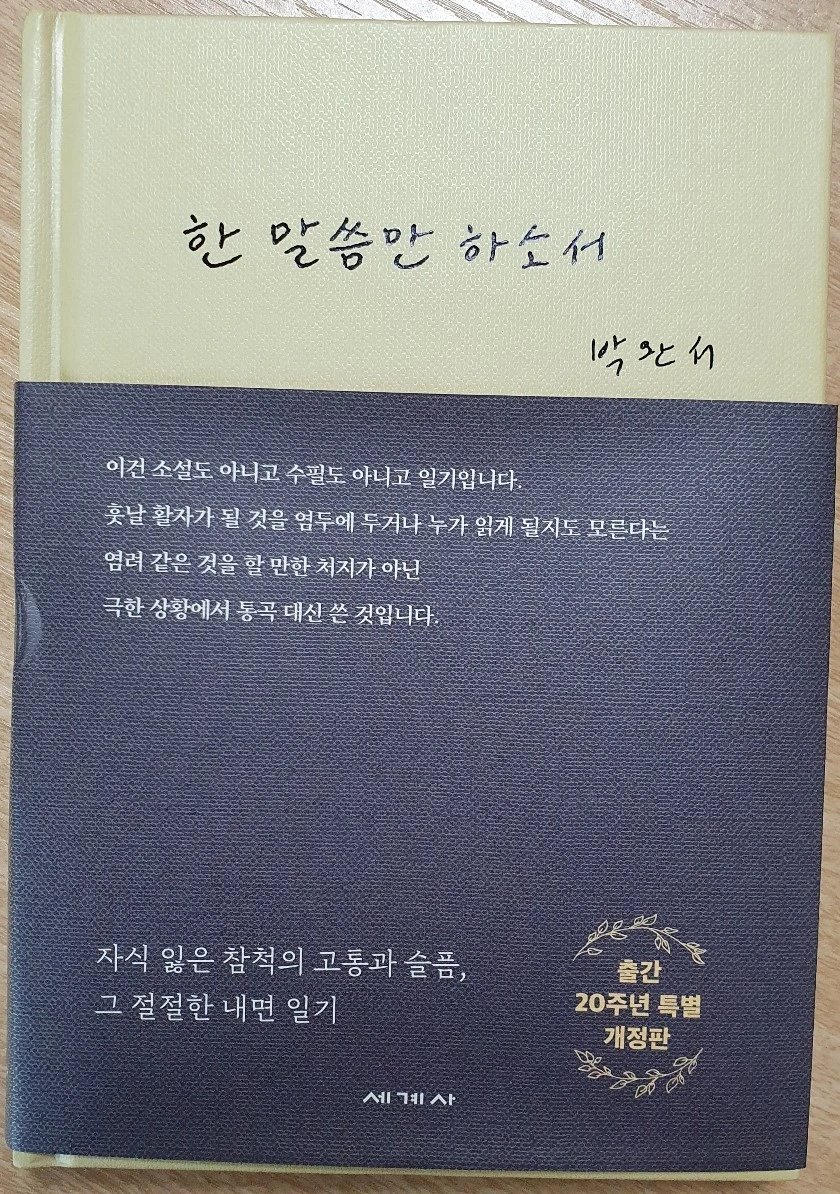 한 말씀만 하소서
박완서
이건 소설도 아니고 수필도 아니고 일기입니다.
훗날 활자가 될 것을 염두에 두거나 누가 읽게 될지도 모른다는
염려 같은 것을 할 만한 처지가 아닌
극한 상황에서 통곡 대신 쓴 것입니다.
자식 잃은 참척의 고통과 슬픔,
그 절절한 내면 일기
출간
20주년 특별
개정판
세계사